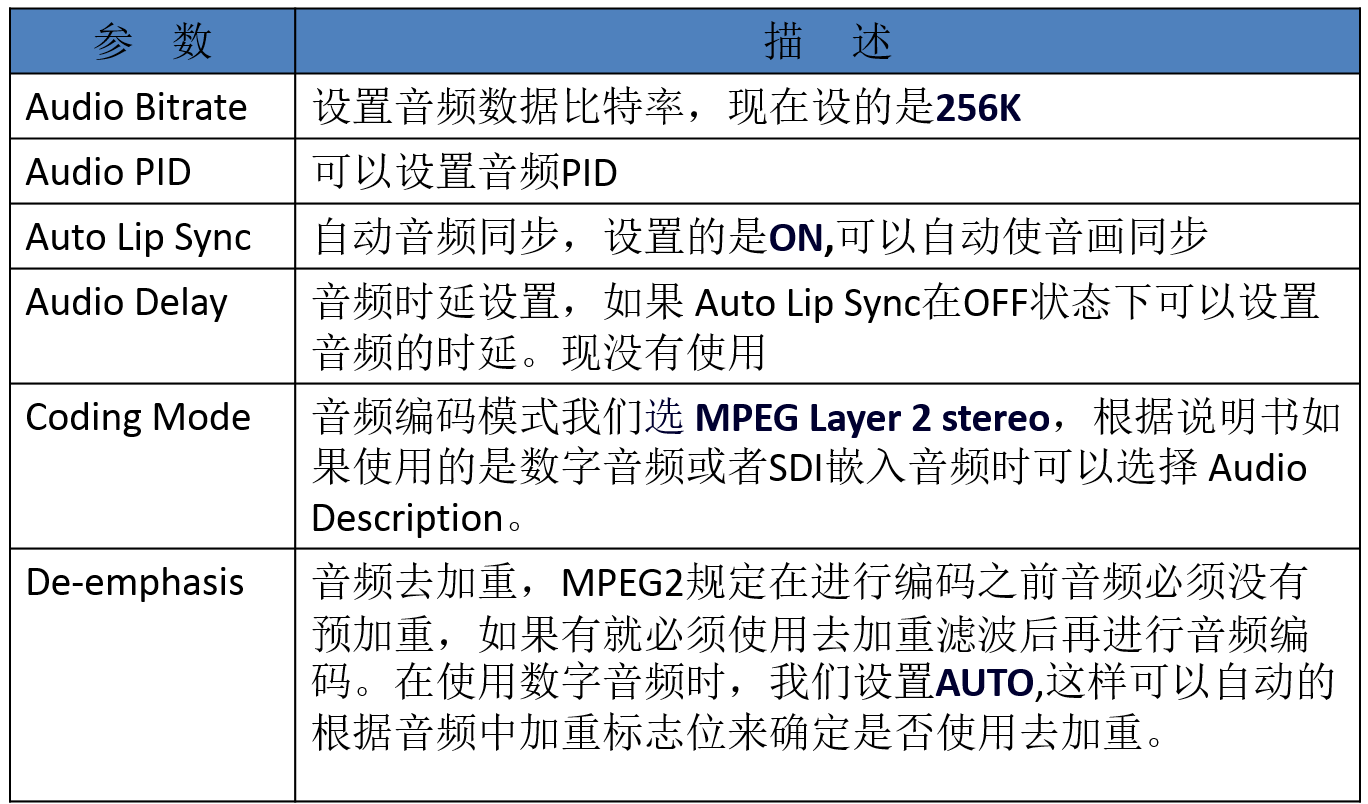 参 数
描 述
Audio Bitrate
设置音频数据比特率，现在设的是256K
Audio PID
可以设置音频PID
Auto Lip Sync
自动音频同步，设置的是ON,可以自动使音画同步
Audio Delay
音频时延设置，如果 Auto Lip Sync在OFF状态下可以设置
音频的时延。现没有使用
Coding Mode
音频编码模式我们选 MPEG Layer 2 stereo，根据说明书如
果使用的是数字音频或者SDI嵌入音频时可以选择 Audio
Description。
De-emphasis
音频去加重，MPEG2规定在进行编码之前音频必须没有
预加重，如果有就必须使用去加重滤波后再进行音频编
码。在使用数字音频时，我们设置AUTO,这样可以自动的
根据音频中加重标志位来确定是否使用去加重。